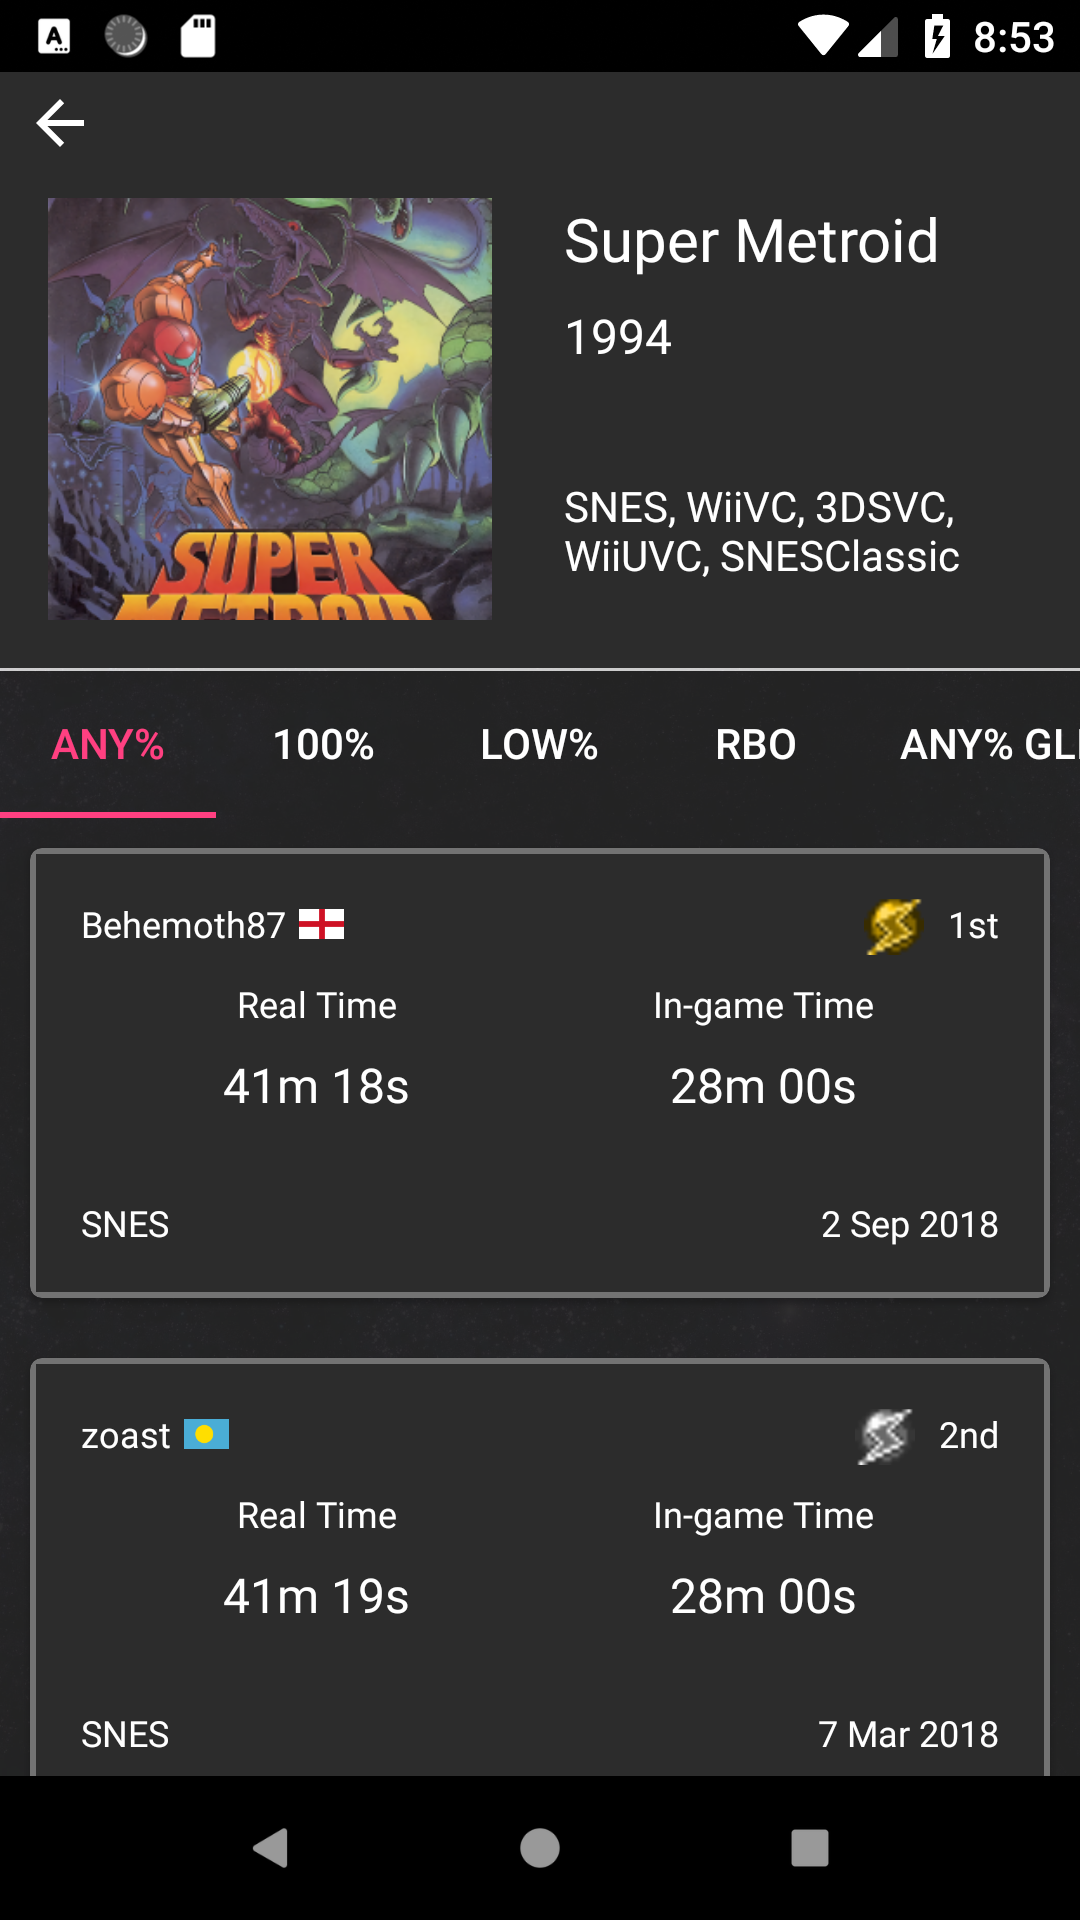 8:53
Super Metroid
1994
SNES, WiiVC, 3DSVC,
WiiUVC, SNESClassic
SUPER
METROID
ANY% 100% LOW% RBO ANY% GLI
Behemoth87 1st
Real Time In-game Time
41m 18s 28m 00s
SNES 2 Sep 2018
zoast 2nd
Real Time In-game Time
41m 19s 28m 00s
SNES 7 Mar 2018